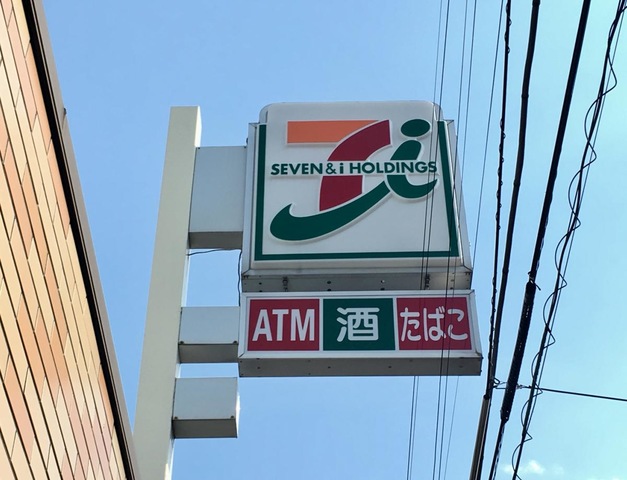 SEVEN & i HOLDINGS
ATM 酒 たばこ